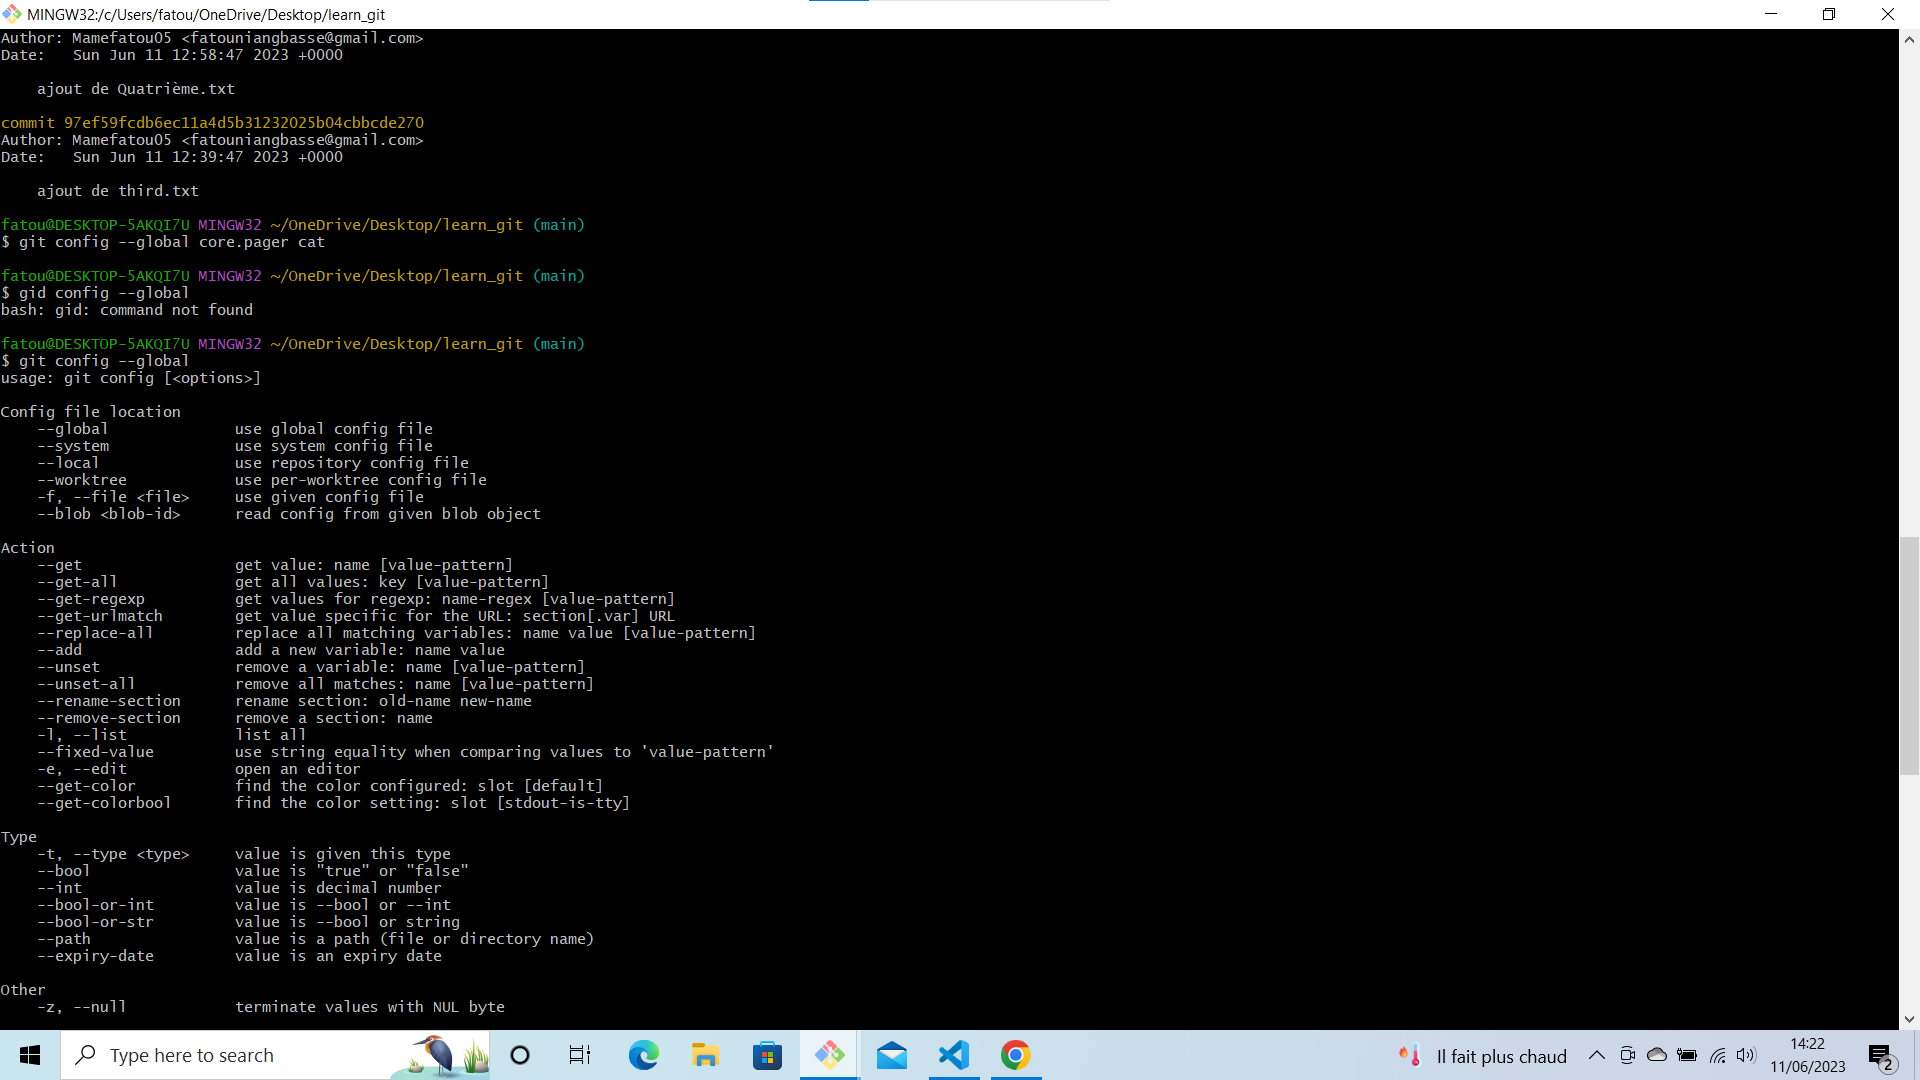 MINGW32:/c/Users/fatou/OneDrive/Desktop/learn_git
Author: Mamefatou05 <fatouniangbasse@gmail.com>
Date:   Sun Jun 11 12:58:47 2023 +0000
    ajout de Quatrième.txt
commit 97ef59fcdb6ec11a4d5b31232025b04cbbcde270
Author: Mamefatou05 <fatouniangbasse@gmail.com>
Date:   Sun Jun 11 12:39:47 2023 +0000
    ajout de third.txt
fatou@DESKTOP-5AKQI7U MINGW32 ~/OneDrive/Desktop/learn_git (main)
$ git config --global core.pager cat
fatou@DESKTOP-5AKQI7U MINGW32 ~/OneDrive/Desktop/learn_git (main)
$ gid config --global
bash: gid: command not found
fatou@DESKTOP-5AKQI7U MINGW32 ~/OneDrive/Desktop/learn_git (main)
$ git config --global
usage: git config [<options>]
Config file location
    --global              use global config file
    --system              use system config file
    --local               use repository config file
    --worktree            use per-worktree config file
    -f, --file <file>     use given config file
    --blob <blob-id>      read config from given blob object
Action
    --get                 get value: name [value-pattern]
    --get-all             get all values: key [value-pattern]
    --get-regexp          get values for regexp: name-regex [value-pattern]
    --get-urlmatch        get value specific for the URL: section[.var] URL
    --replace-all         replace all matching variables: name value [value-pattern]
    --add                 add a new variable: name value
    --unset               remove a variable: name [value-pattern]
    --unset-all           remove all matches: name [value-pattern]
    --rename-section      rename section: old-name new-name
    --remove-section      remove a section: name
    -l, --list            list all
    --fixed-value         use string equality when comparing values to 'value-pattern'
    -e, --edit            open an editor
    --get-color           find the color configured: slot [default]
    --get-colorbool       find the color setting: slot [stdout-is-tty]
Type
    -t, --type <type>     value is given this type
    --bool                value is "true" or "false"
    --int                 value is decimal number
    --bool-or-int         value is --bool or --int
    --bool-or-str         value is --bool or string
    --path                value is a path (file or directory name)
    --expiry-date         value is an expiry date
Other
    -z, --null            terminate values with NUL byte
Type here to search
Il fait plus chaud
14:22
11/06/2023
2